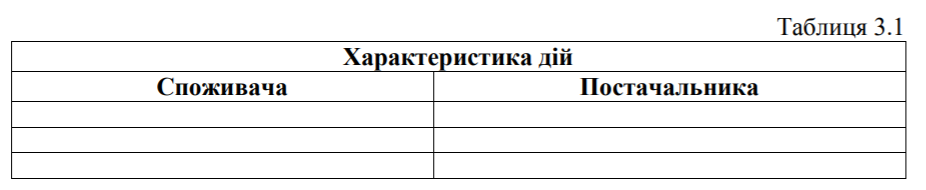 Таблиця 3.1
Характеристика дій
Споживача Постачальника